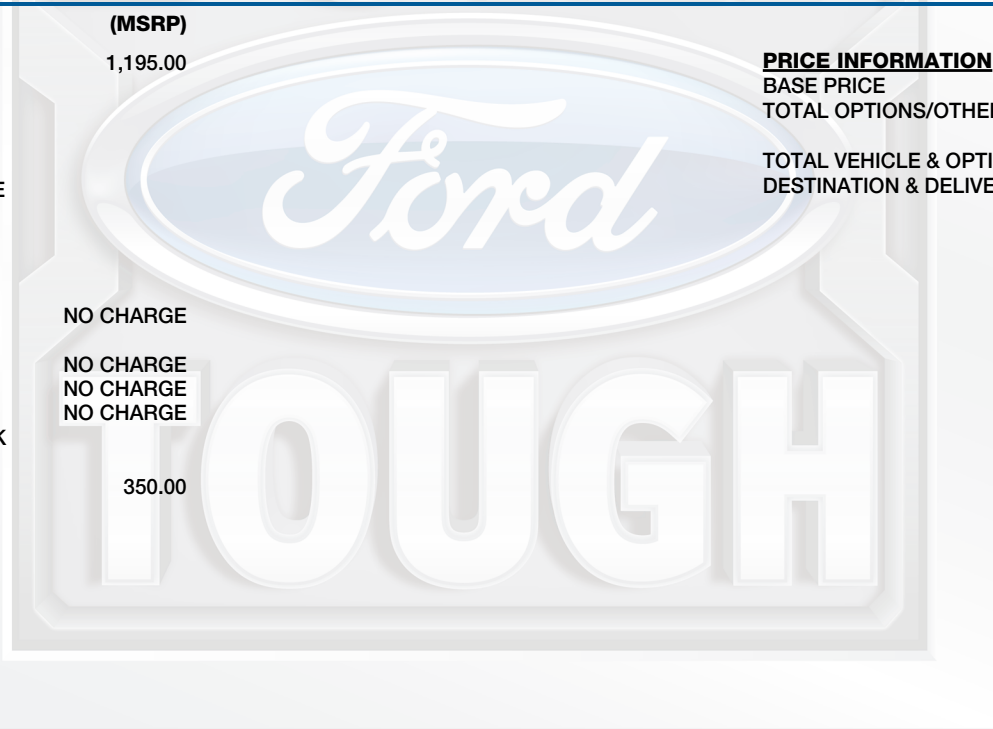 (MSRP)
1,195.00
E
NO CHARGE
NO CHARGE
NO CHARGE
NO CHARGE
K
350.00
PRICE INFORMATION
BASE PRICE
TOTAL OPTIONS/OTHER
TOTAL VEHICLE & OPTI
DESTINATION & DELIVE
Ford
TOUGH